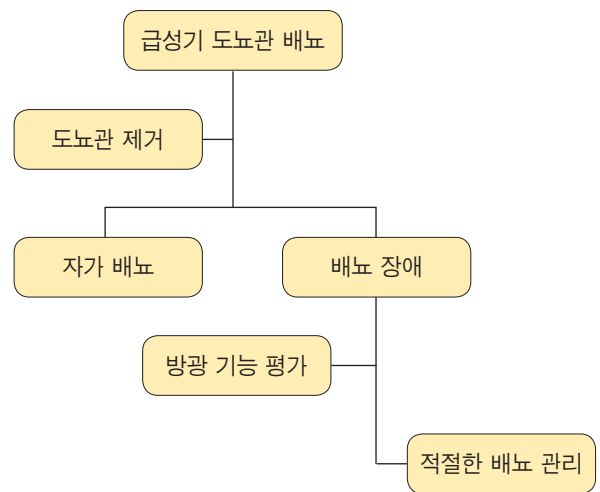 급성기 도뇨관 배뇨
도뇨관 제거
자가 배뇨
배뇨 장애
방광 기능 평가
적절한 배뇨 관리